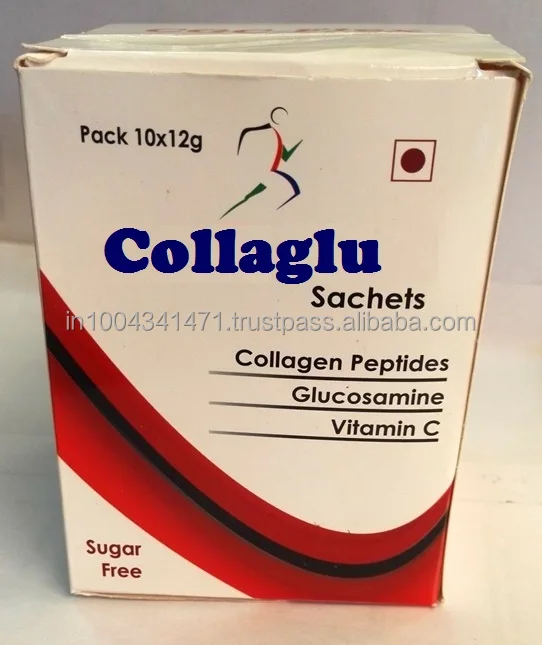 Pack 10x12g
Collaglu
Sachets
in1004341471.trustpass.alibaba.com
Collagen Peptides
Glucosamine
Vitamin C
Sugar
Free